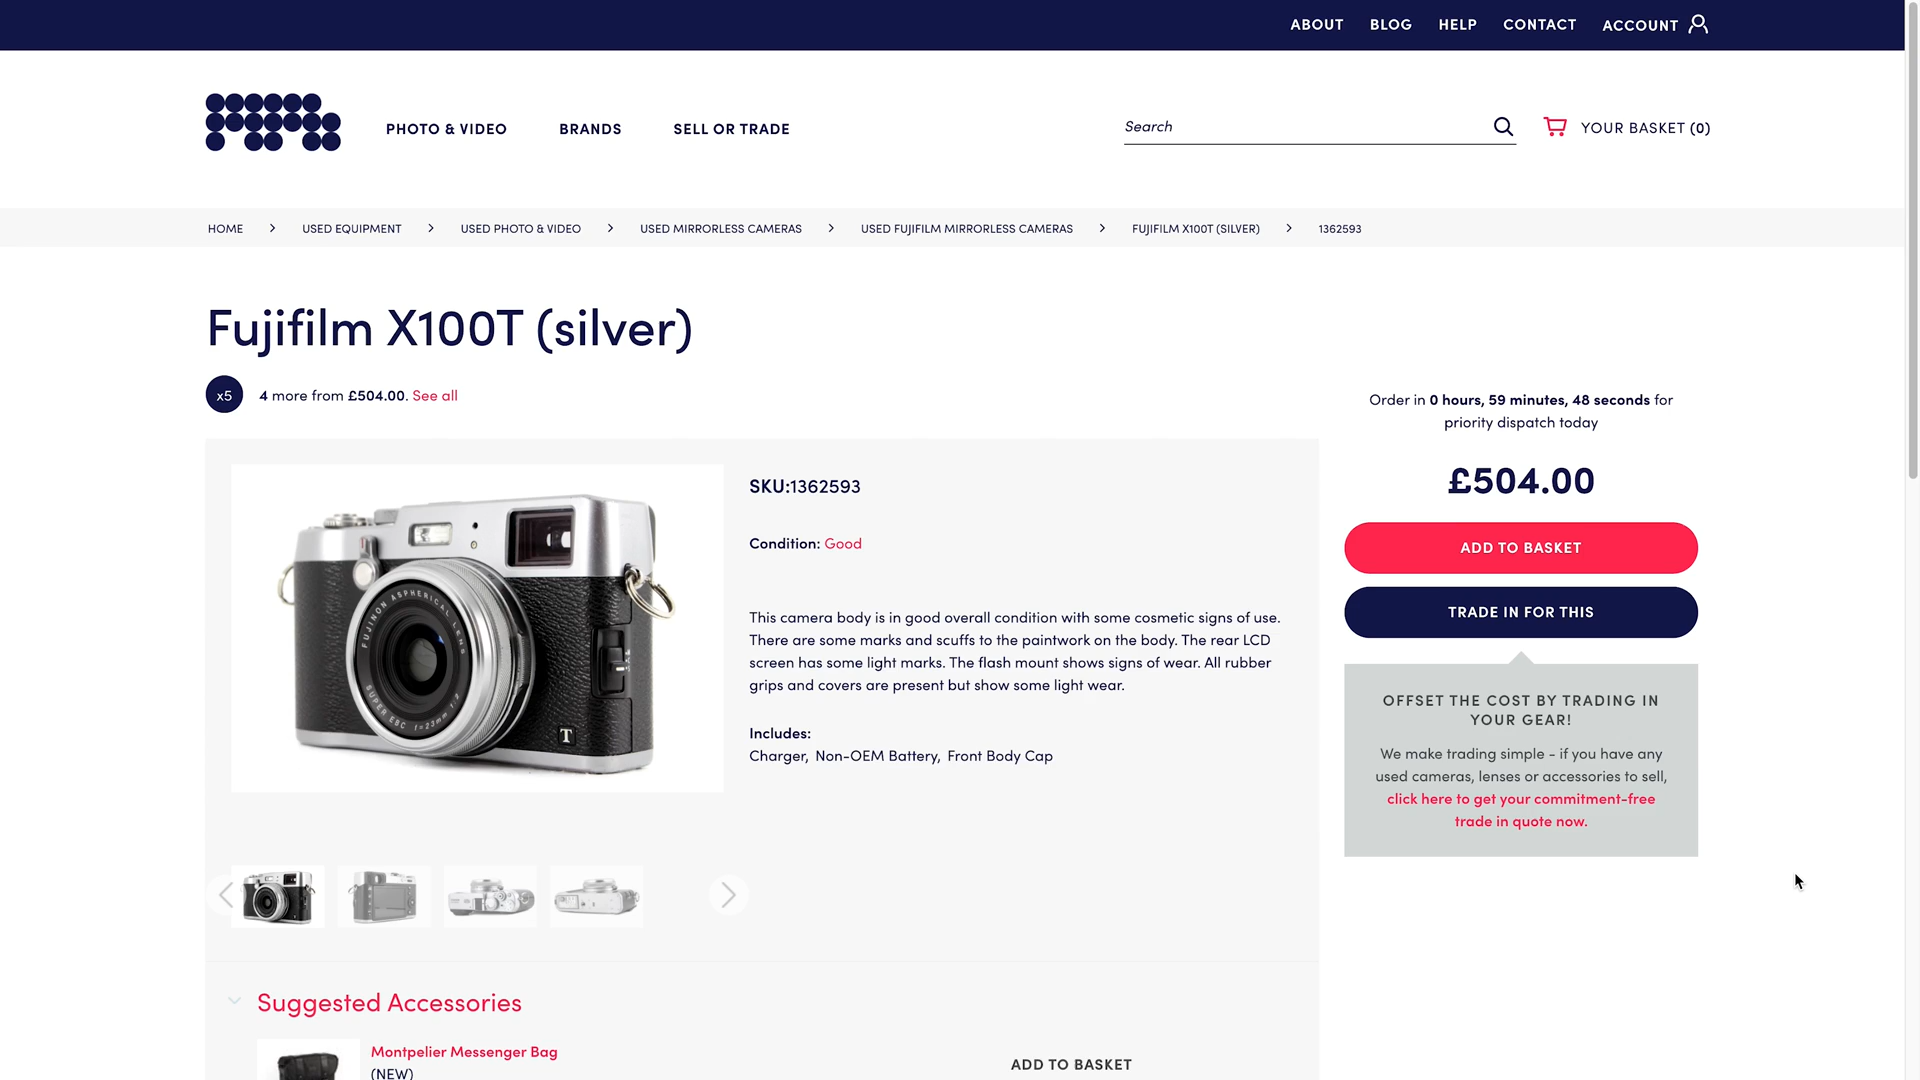 ABOUT BLOG HELP CONTACT ACCOUNT
PHOTO & VIDEO BRANDS SELL OR TRADE Search YOUR BASKET (0)
HOME USED EQUIPMENT USED PHOTO & VIDEO USED MIRRORLESS CAMERAS USED FUJIFILM MIRRORLESS CAMERAS FUJIFILM X100T (SILVER) 1362593
Fujifilm X100T (silver)
x5 4 more from £504.00. See all
Order in 0 hours, 59 minutes, 48 seconds for
priority dispatch today
£504.00
ADD TO BASKET
TRADE IN FOR THIS
OFFSET THE COST BY TRADING IN
YOUR GEAR!
We make trading simple - if you have any
used cameras, lenses or accessories to sell,
click here to get your commitment-free
trade in quote now.
FUJINON ASPHERICAL LENS
SUPER EBC f=23mm 1:2
T
SKU:1362593
Condition: Good
This camera body is in good overall condition with some cosmetic signs of use.
There are some marks and scuffs to the paintwork on the body. The rear LCD
screen has some light marks. The flash mount shows signs of wear. All rubber
grips and covers are present but show some light wear.
Includes:
Charger, Non-OEM Battery, Front Body Cap
Suggested Accessories
Montpelier Messenger Bag
(NEW)
ADD TO BASKET